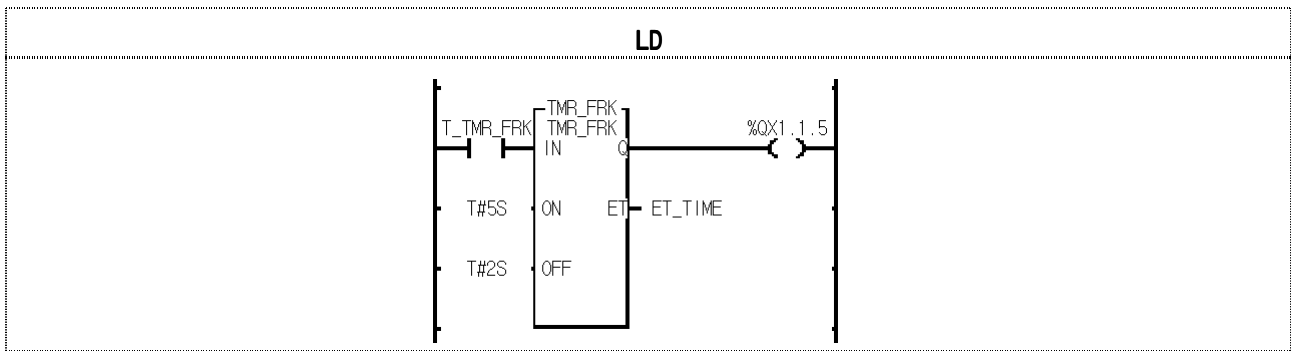 LD
TMR_FRK
T_TMR_FRK TMR_FRK %QX1.1.5
IN Q
T#5S ON ET ET_TIME
T#2S OFF